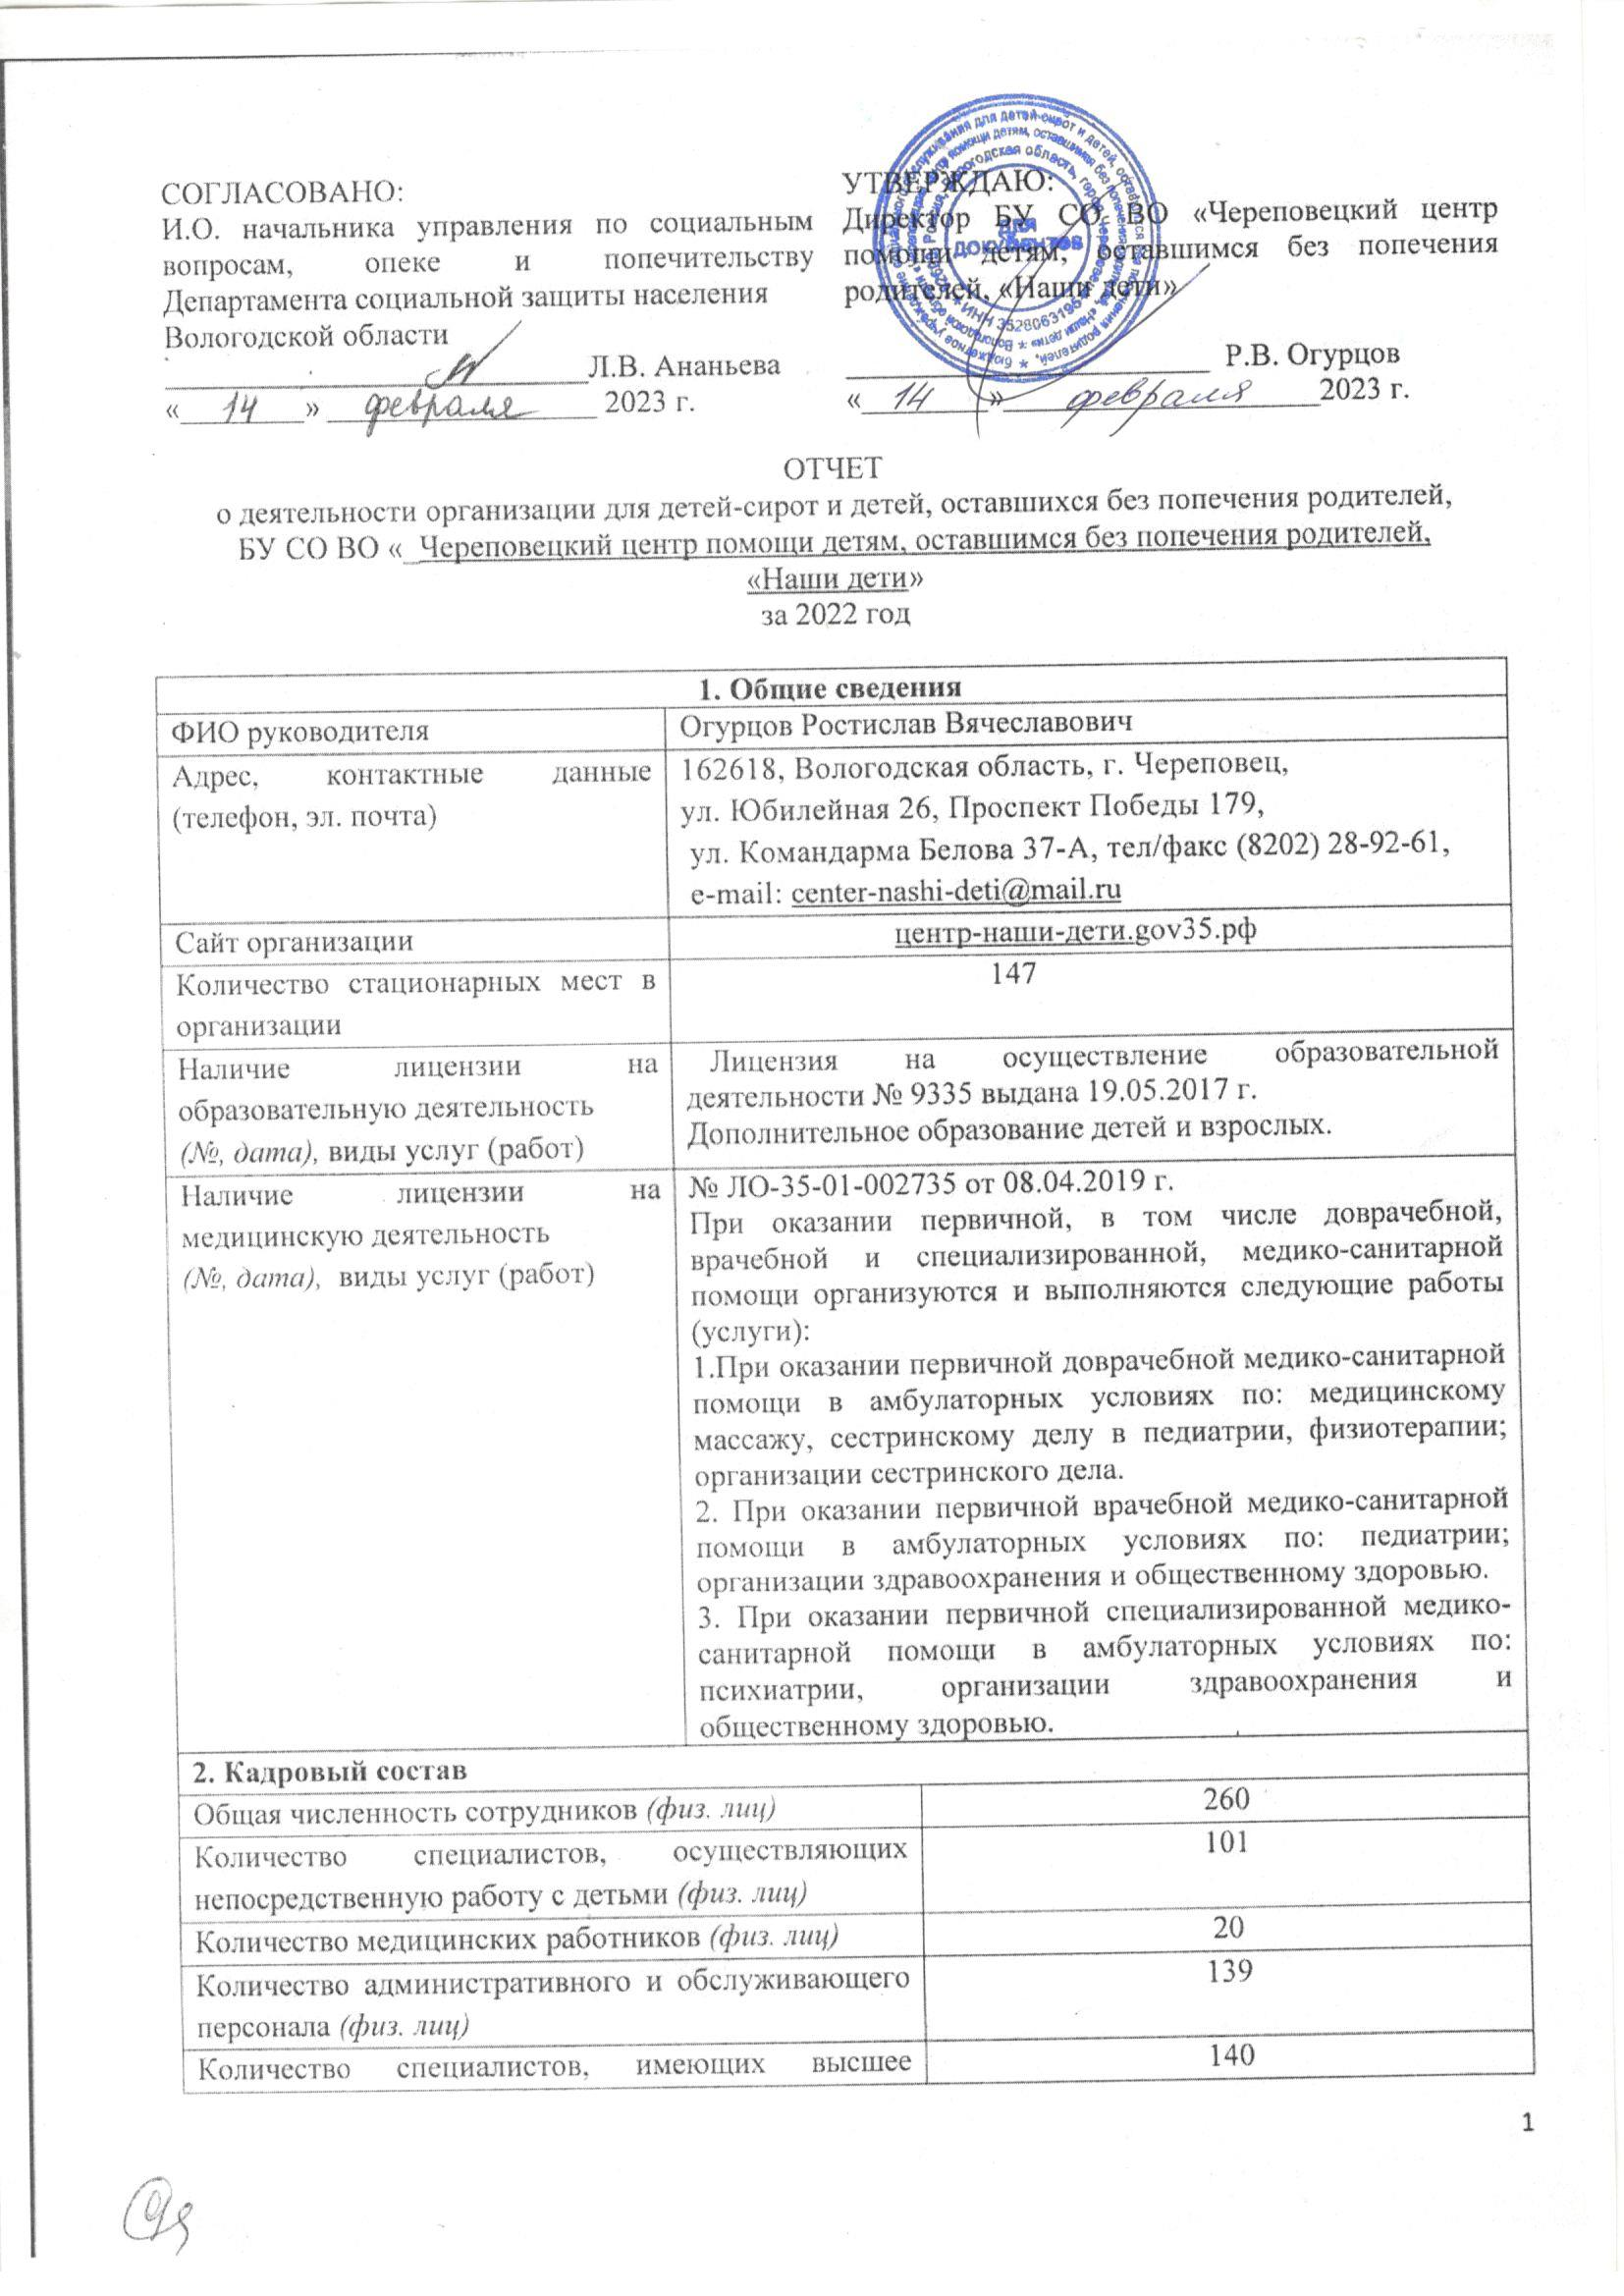 СОГЛАСОВАНО:
И.О. начальника управления по социальным
вопросам, опеке и попечительству
Департамента социальной защиты населения
Вологодской области
Л.В. Ананьева
« 14 » февраля 2023 г.
УТВЕРЖДАЮ:
Директор БУ СО ВО «Череповецкий центр
помощи детям, оставшимся без попечения
родителей, «Наши дети»
Р.В. Огурцов
« 14 » февраля 2023 г.
ДЛЯ
ДОКУМЕНТОВ
ОТЧЕТ
о деятельности организации для детей-сирот и детей, оставшихся без попечения родителей,
БУ СО ВО «_Череповецкий центр помощи детям, оставшимся без попечения родителей,
«Наши дети»
за 2022 год
1. Общие сведения
ФИО руководителя
Огурцов Ростислав Вячеславович
Адрес, контактные данные
(телефон, эл. почта)
162618, Вологодская область, г. Череповец,
ул. Юбилейная 26, Проспект Победы 179,
ул. Командарма Белова 37-А, тел/факс (8202) 28-92-61,
e-mail: center-nashi-deti@mail.ru
Сайт организации
центр-наши-дети.gov35.рф
Количество стационарных мест в
организации
147
Наличие лицензии на
образовательную деятельность
(№, дата), виды услуг (работ)
Лицензия на осуществление образовательной
деятельности № 9335 выдана 19.05.2017 г.
Дополнительное образование детей и взрослых.
Наличие лицензии на
медицинскую деятельность
(№, дата), виды услуг (работ)
№ ЛО-35-01-002735 от 08.04.2019 г.
При оказании первичной, в том числе доврачебной,
врачебной и специализированной, медико-санитарной
помощи организуются и выполняются следующие работы
(услуги):
1.При оказании первичной доврачебной медико-санитарной
помощи в амбулаторных условиях по: медицинскому
массажу, сестринскому делу в педиатрии, физиотерапии;
организации сестринского дела.
2. При оказании первичной врачебной медико-санитарной
помощи в амбулаторных условиях по: педиатрии;
организации здравоохранения и общественному здоровью.
3. При оказании первичной специализированной медико-
санитарной помощи в амбулаторных условиях по:
психиатрии, организации здравоохранения и
общественному здоровью.
2. Кадровый состав
Общая численность сотрудников (физ. лиц)
260
Количество специалистов, осуществляющих
непосредственную работу с детьми (физ. лиц)
101
Количество медицинских работников (физ. лиц)
20
Количество административного и обслуживающего
персонала (физ. лиц)
139
Количество специалистов, имеющих высшее
140
1